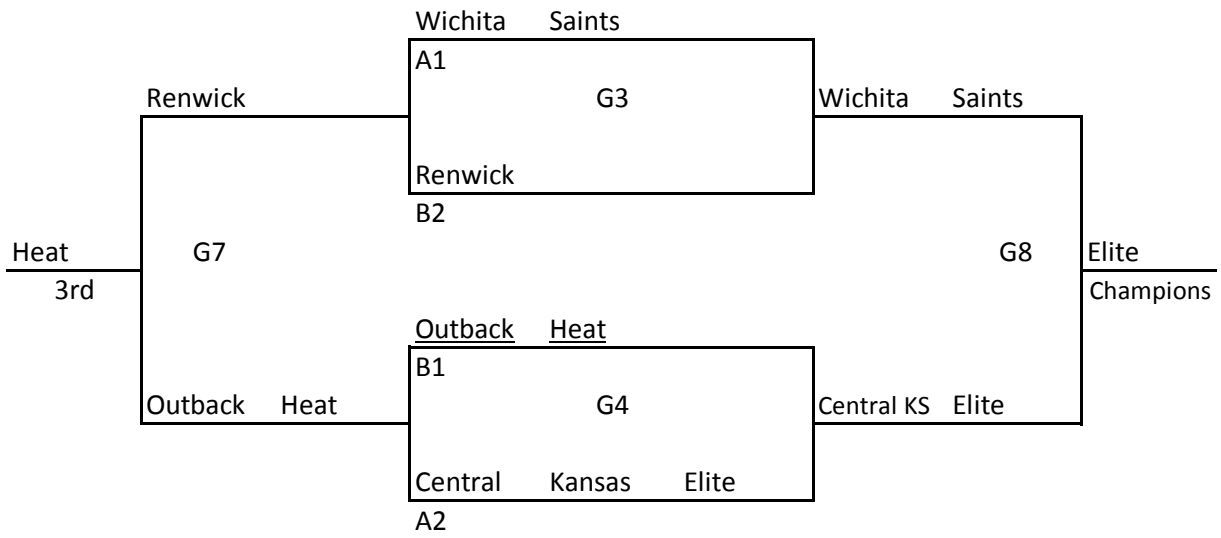 Wichita Saints
A1
Renwick G3 Wichita Saints
Renwick
B2
Heat G7 G8 Elite
3rd Champions
Outback Heat
B1
Outback Heat G4 Central KS Elite
Central Kansas Elite
A2